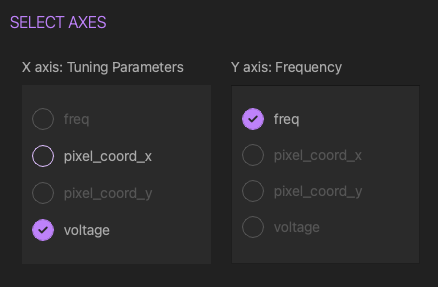 SELECT AXES
X axis: Tuning Parameters
freq
pixel_coord_x
pixel_coord_y
voltage
Y axis: Frequency
freq
pixel_coord_x
pixel_coord_y
voltage